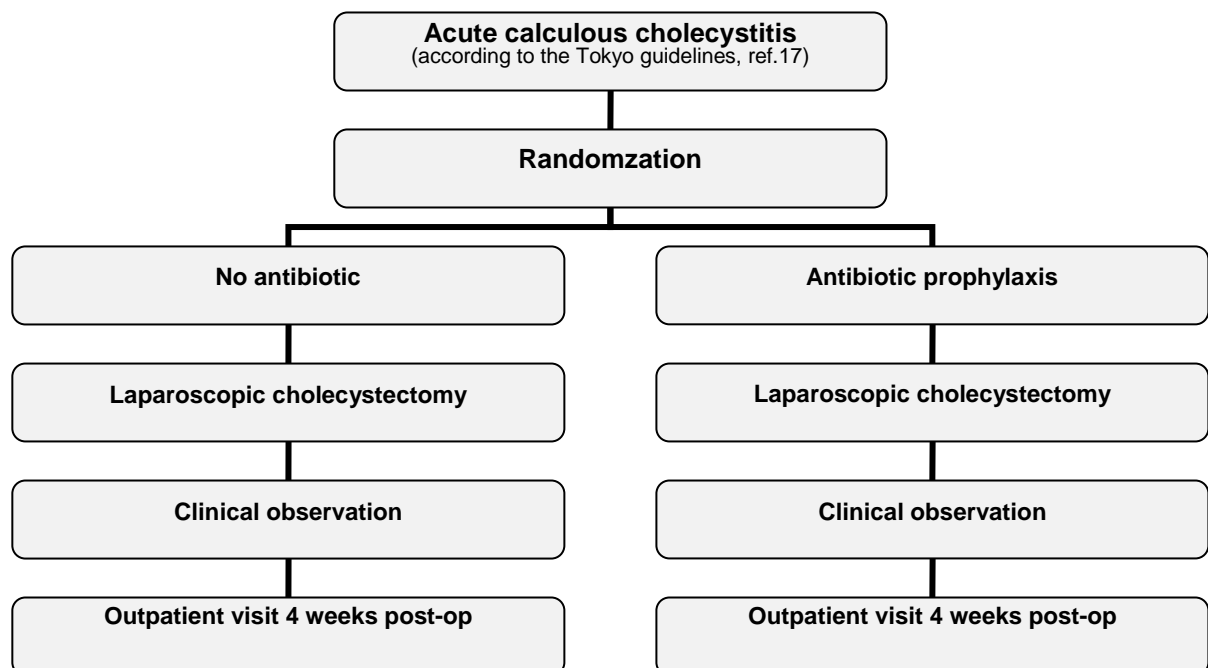 Acute calculous cholecystitis
(according to the Tokyo guidelines, ref.17)
Randomzation
No antibiotic
Antibiotic prophylaxis
Laparoscopic cholecystectomy
Laparoscopic cholecystectomy
Clinical observation
Clinical observation
Outpatient visit 4 weeks post-op
Outpatient visit 4 weeks post-op